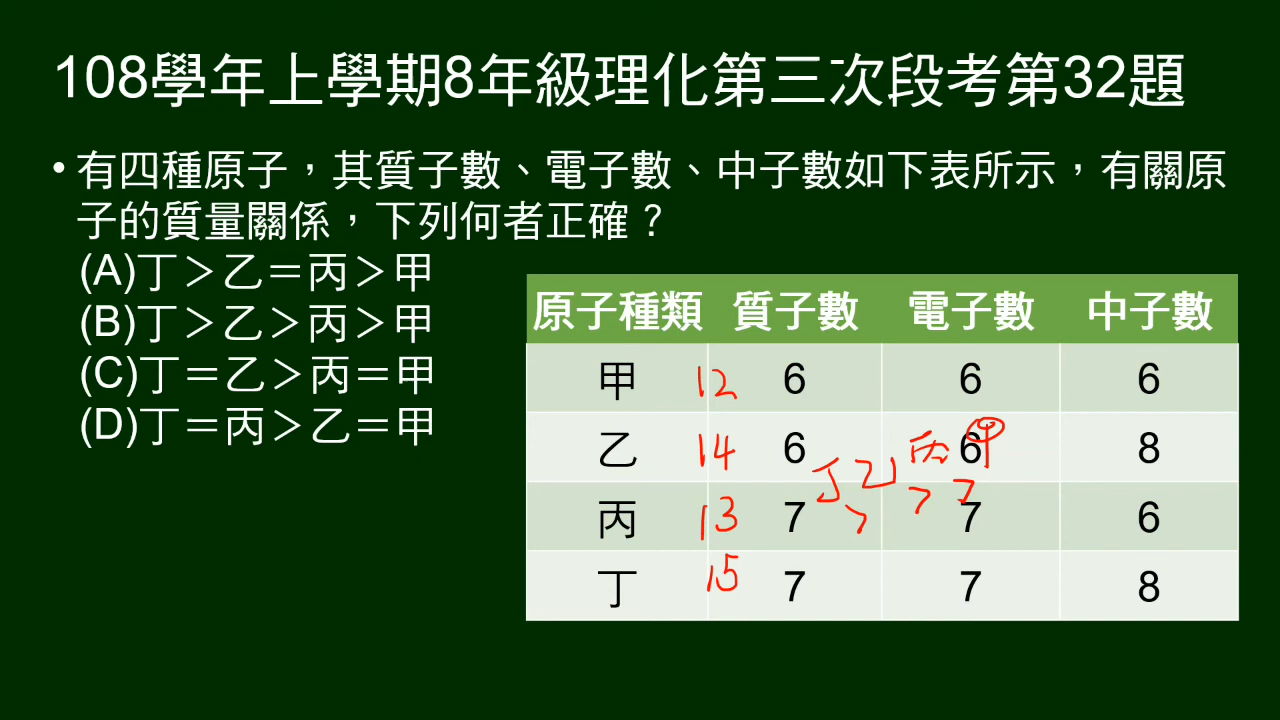 108學年上學期8年級理化第三次段考第32題
•有四種原子，其質子數、電子數、中子數如下表所示，有關原
子的質量關係，下列何者正確？
(A)丁＞乙＝丙＞甲
(B)丁＞乙＞丙＞甲
(C)丁＝乙＞丙＝甲
(D)丁＝丙＞乙＝甲
原子種類 質子數 電子數 中子數
甲 12 6 6 6
乙 14 6 6 8
丙 13 7 7 6
丁 15 7 7 8
丁 乙 丙 甲
> > >